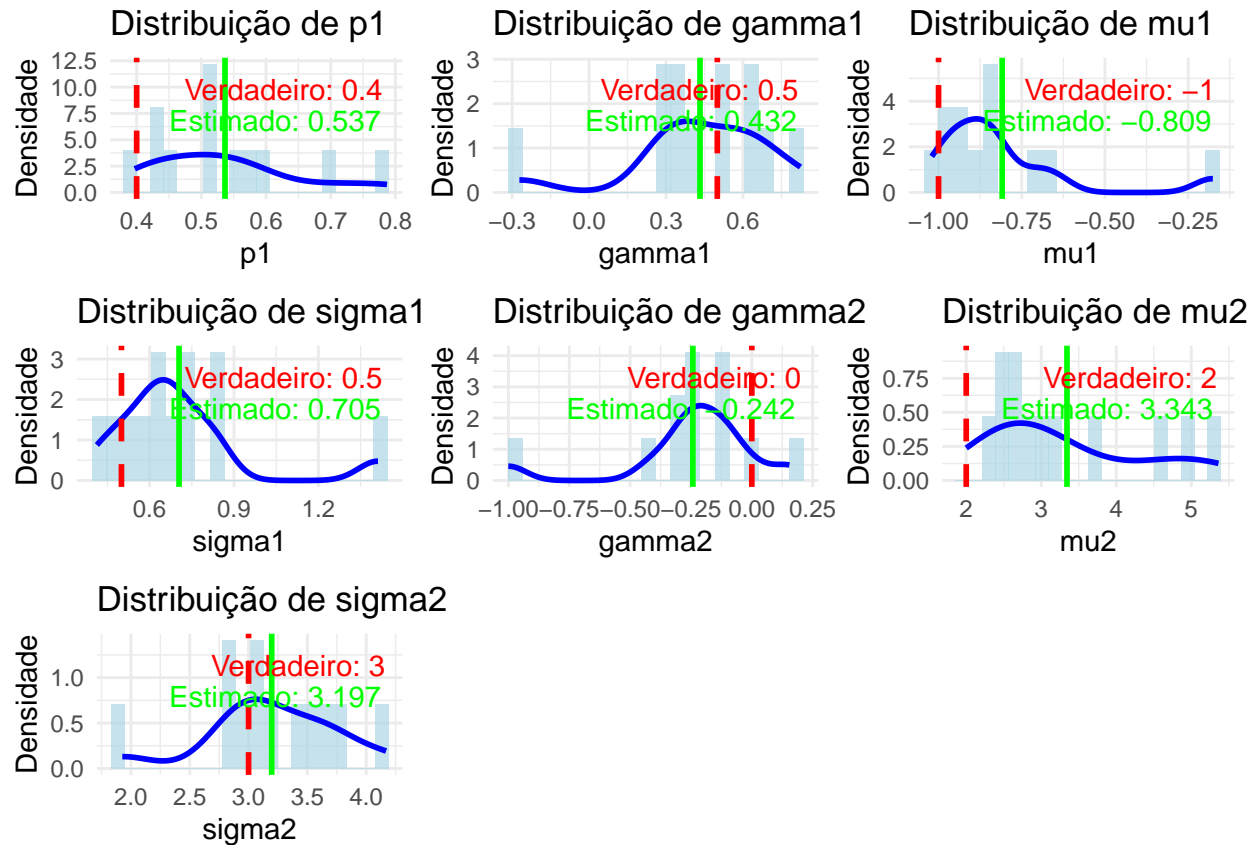 Distribuição de p1
Densidade
12.5
10.0
7.5
5.0
2.5
0.0
Verdadeiro: 0.4
Estimado: 0.537
0.4 0.5 0.6 0.7 0.8
p1
Distribuição de gamma1
Densidade
3
2
1
0
Verdadeiro: 0.5
Estimado: 0.432
−0.3 0.0 0.3 0.6
gamma1
Distribuição de mu1
Densidade
4
2
0
Verdadeiro: −1
Estimado: −0.809
−1.00 −0.75 −0.50 −0.25
mu1
Distribuição de sigma1
Densidade
3
2
1
0
Verdadeiro: 0.5
Estimado: 0.705
0.6 0.9 1.2
sigma1
Distribuição de gamma2
Densidade
4
3
2
1
0
Verdadeiro: 0
Estimado: −0.242
−1.00 −0.75 −0.50 −0.25 0.00 0.25
gamma2
Distribuição de mu2
Densidade
0.75
0.50
0.25
0.00
Verdadeiro: 2
Estimado: 3.343
2 3 4 5
mu2
Distribuição de sigma2
Densidade
1.0
0.5
0.0
Verdadeiro: 3
Estimado: 3.197
2.0 2.5 3.0 3.5 4.0
sigma2